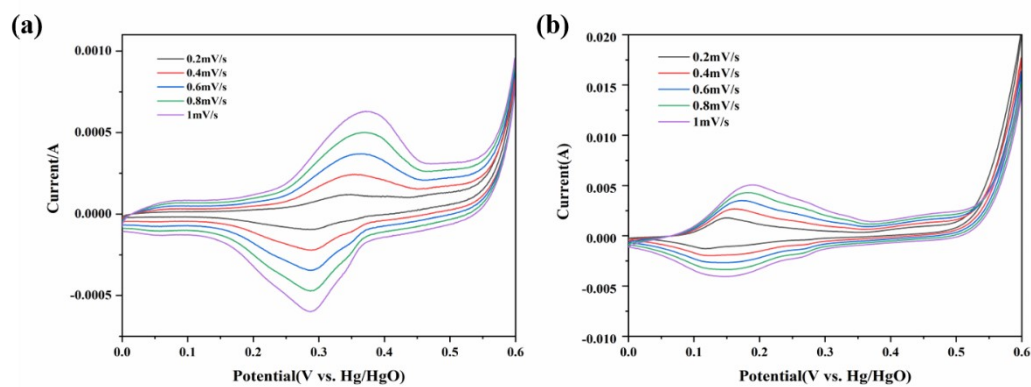 (a)
0.0010
0.0005
0.0000
-0.0005
Current/A
0.2mV/s
0.4mV/s
0.6mV/s
0.8mV/s
1mV/s
0.0 0.1 0.2 0.3 0.4 0.5 0.6
Potential(V vs. Hg/HgO)
(b)
0.020
0.015
0.010
0.005
0.000
-0.005
-0.010
Current(A)
0.2mV/s
0.4mV/s
0.6mV/s
0.8mV/s
1mV/s
0.0 0.1 0.2 0.3 0.4 0.5 0.6
Potential(V vs. Hg/HgO)